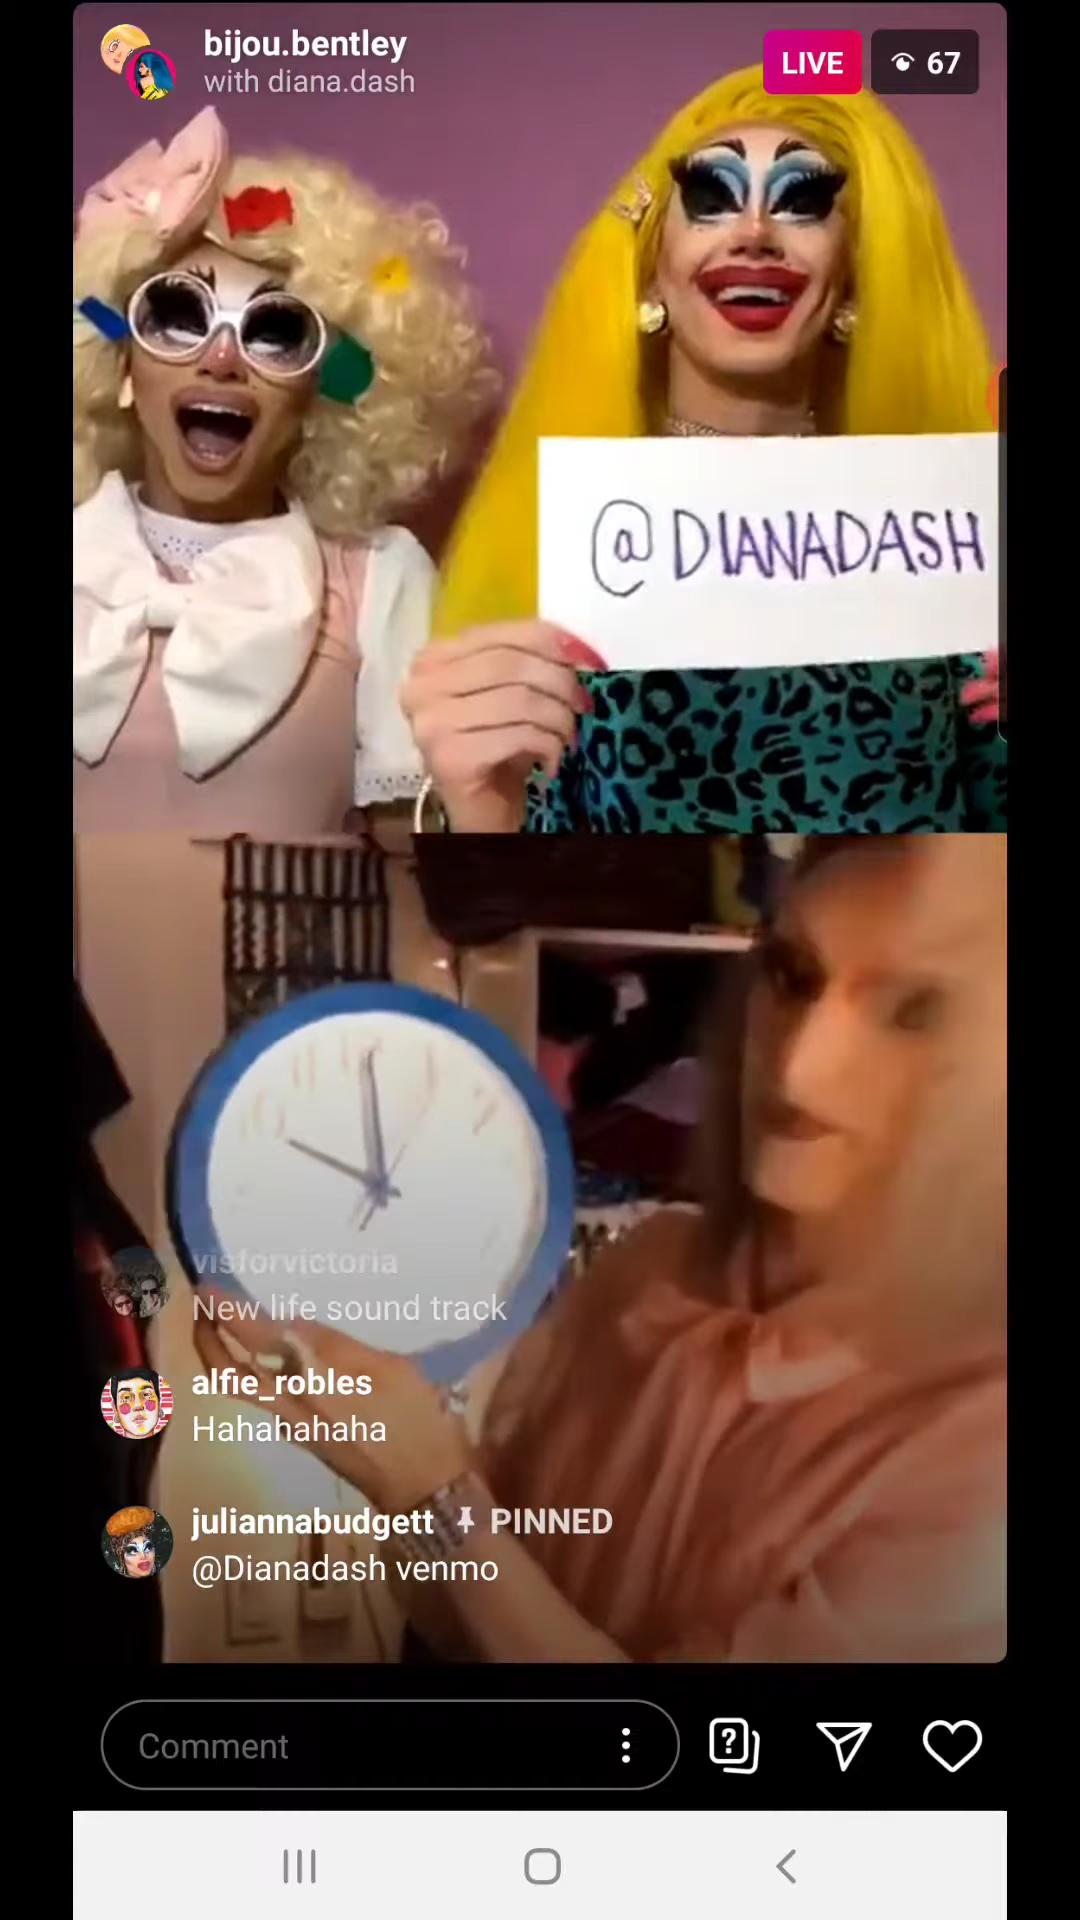 bijou.bentley
with diana.dash
LIVE
67
@DIANADASH
visforvictoria
New life sound track
alfie_robles
Hahahahaha
juliannabudgett PINNED
@Dianadash venmo
Comment